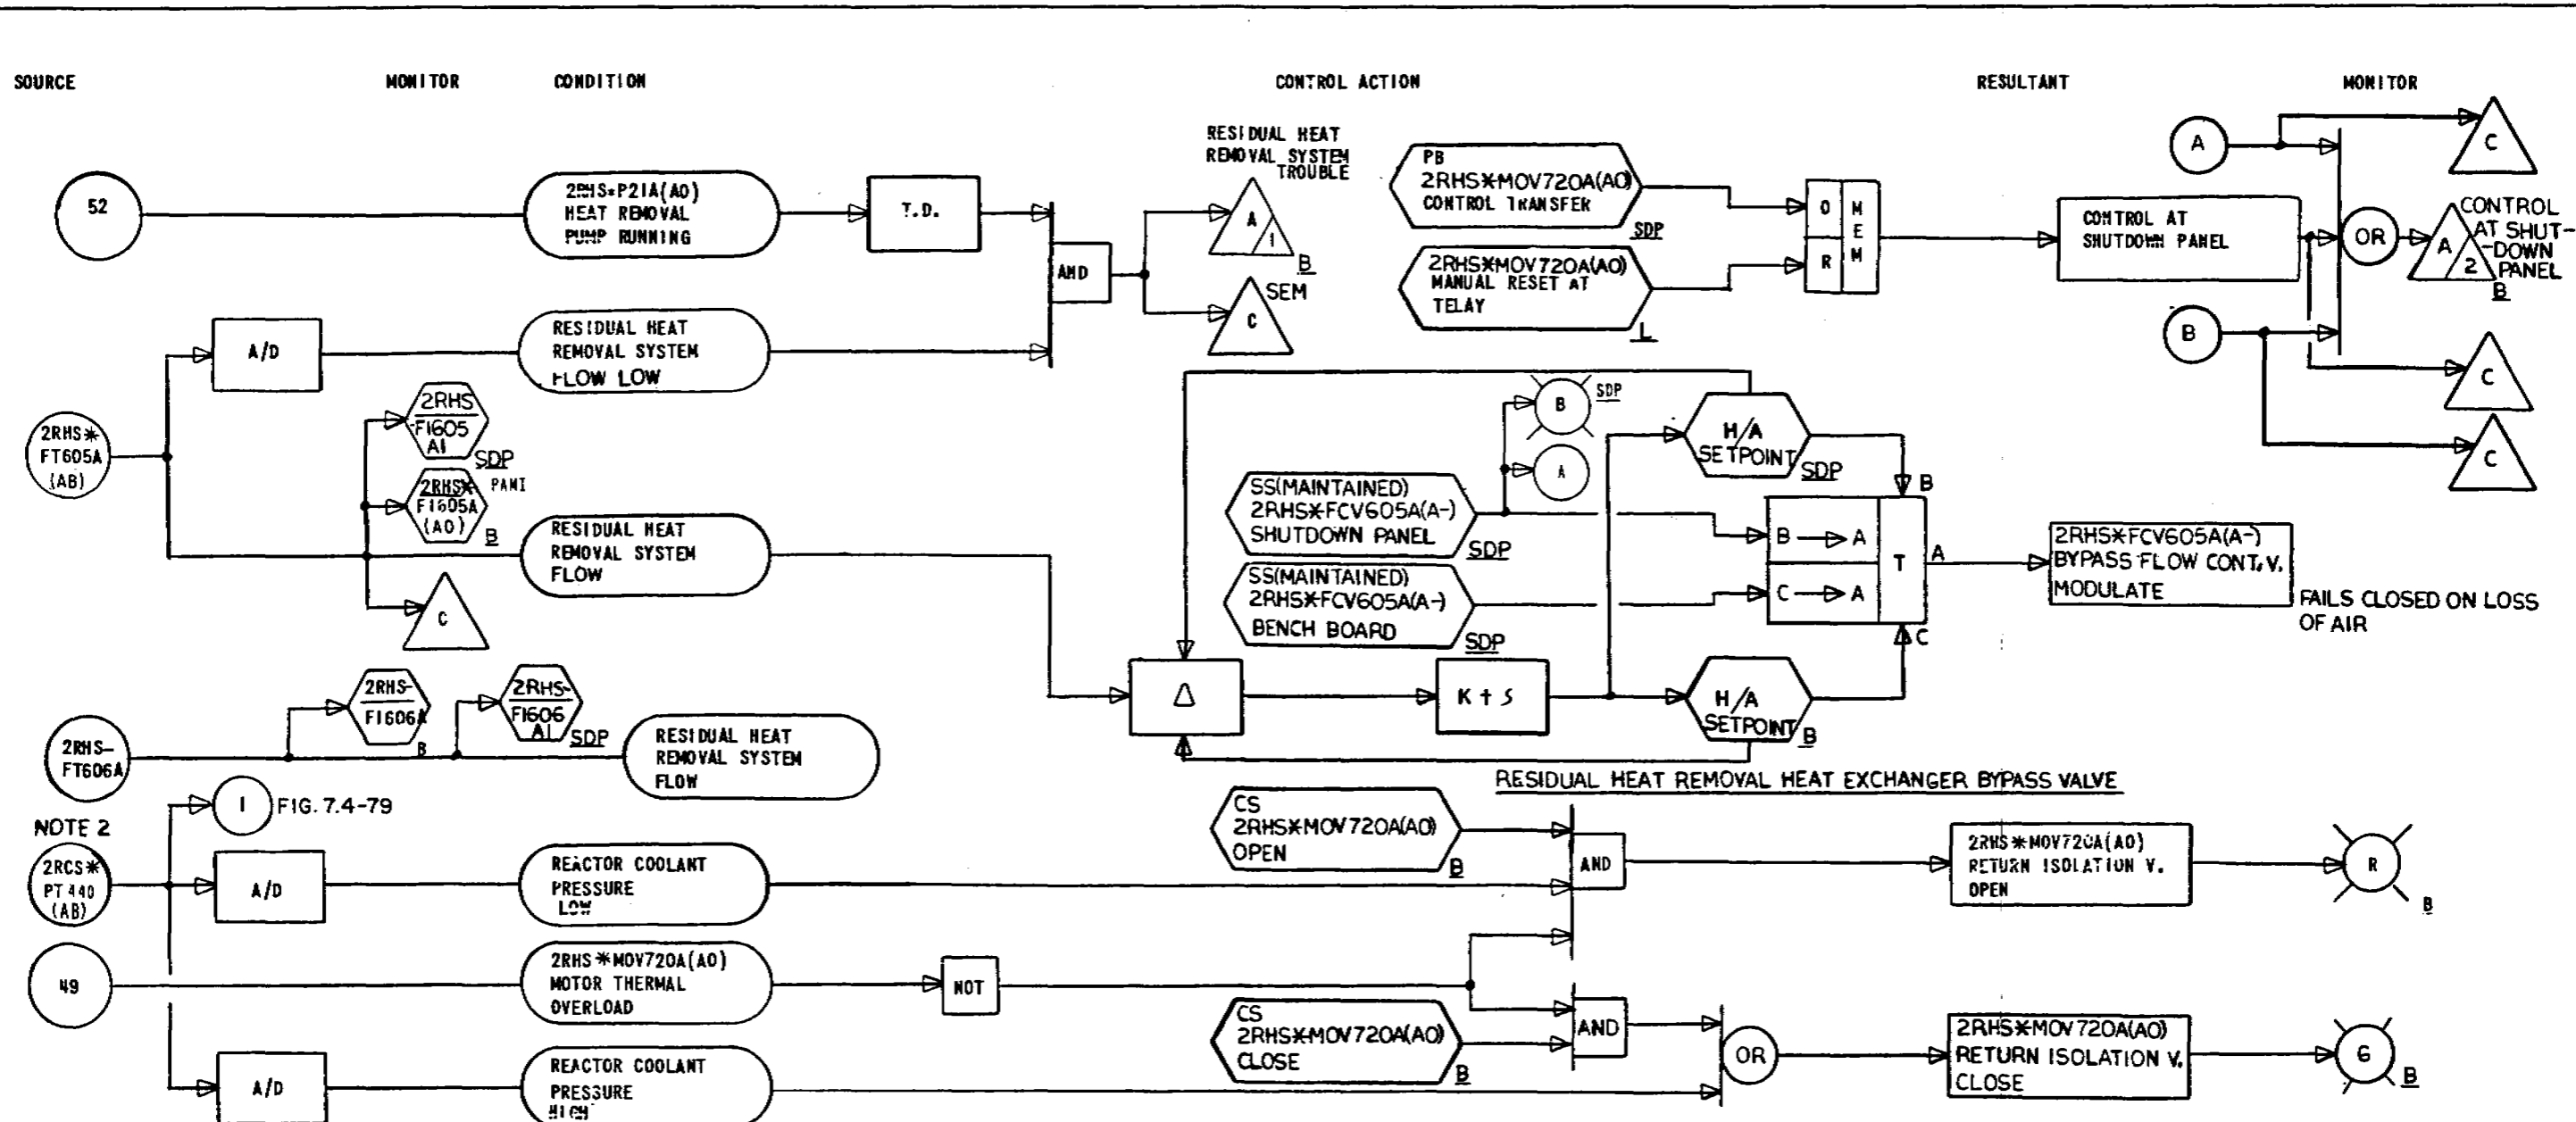 SOURCE
MONITOR
CONDITION
CONTROL ACTION
RESULTANT
MONITOR
52
2RHS*P21A(AO)
HEAT REMOVAL
PUMP RUNNING
T.D.
AND
RESIDUAL HEAT
REMOVAL SYSTEM
TROUBLE
A
1
B
SEM
C
A/D
RESIDUAL HEAT
REMOVAL SYSTEM
FLOW LOW
PB
2RHS*MOV720A(AO)
CONTROL TRANSFER
SDP
2RHS*MOV720A(AO)
MANUAL RESET AT
TELAY
L
O
R
MEM
CONTROL AT
SHUTDOWN PANEL
A
B
OR
C
A
2
CONTROL
AT SHUT-
-DOWN
PANEL
B
C
C
2RHS*
FT605A
(AB)
2RHS
-FI605
A1
SDP
2RHS*
FI605A
(AO)
PAMI
B
C
RESIDUAL HEAT
REMOVAL SYSTEM
FLOW
B
SDP
A
SS(MAINTAINED)
2RHS*FCV605A(A-)
SHUTDOWN PANEL
SDP
SS(MAINTAINED)
2RHS*FCV605A(A-)
BENCH BOARD
SDP
H/A
SETPOINT
SDP
B
B A
C A
T
A
C
2RHS*FCV605A(A-)
BYPASS FLOW CONT. V.
MODULATE
FAILS CLOSED ON LOSS
OF AIR
Δ
K + ∫
H/A
SETPOINT
B
2RHS-
FT606A
2RHS-
FI606A
B
2RHS-
FI606
A1
SDP
RESIDUAL HEAT
REMOVAL SYSTEM
FLOW
RESIDUAL HEAT REMOVAL HEAT EXCHANGER BYPASS VALVE
1
FIG. 7.4-79
NOTE 2
2RCS*
PT 440
(AB)
A/D
REACTOR COOLANT
PRESSURE
LOW
CS
2RHS*MOV720A(AO)
OPEN
B
AND
2RHS*MOV720A(AO)
RETURN ISOLATION V.
OPEN
R
B
49
2RHS*MOV720A(AO)
MOTOR THERMAL
OVERLOAD
NOT
CS
2RHS*MOV720A(AO)
CLOSE
B
AND
OR
2RHS*MOV720A(AO)
RETURN ISOLATION V.
CLOSE
G
B
A/D
REACTOR COOLANT
PRESSURE
HIGH